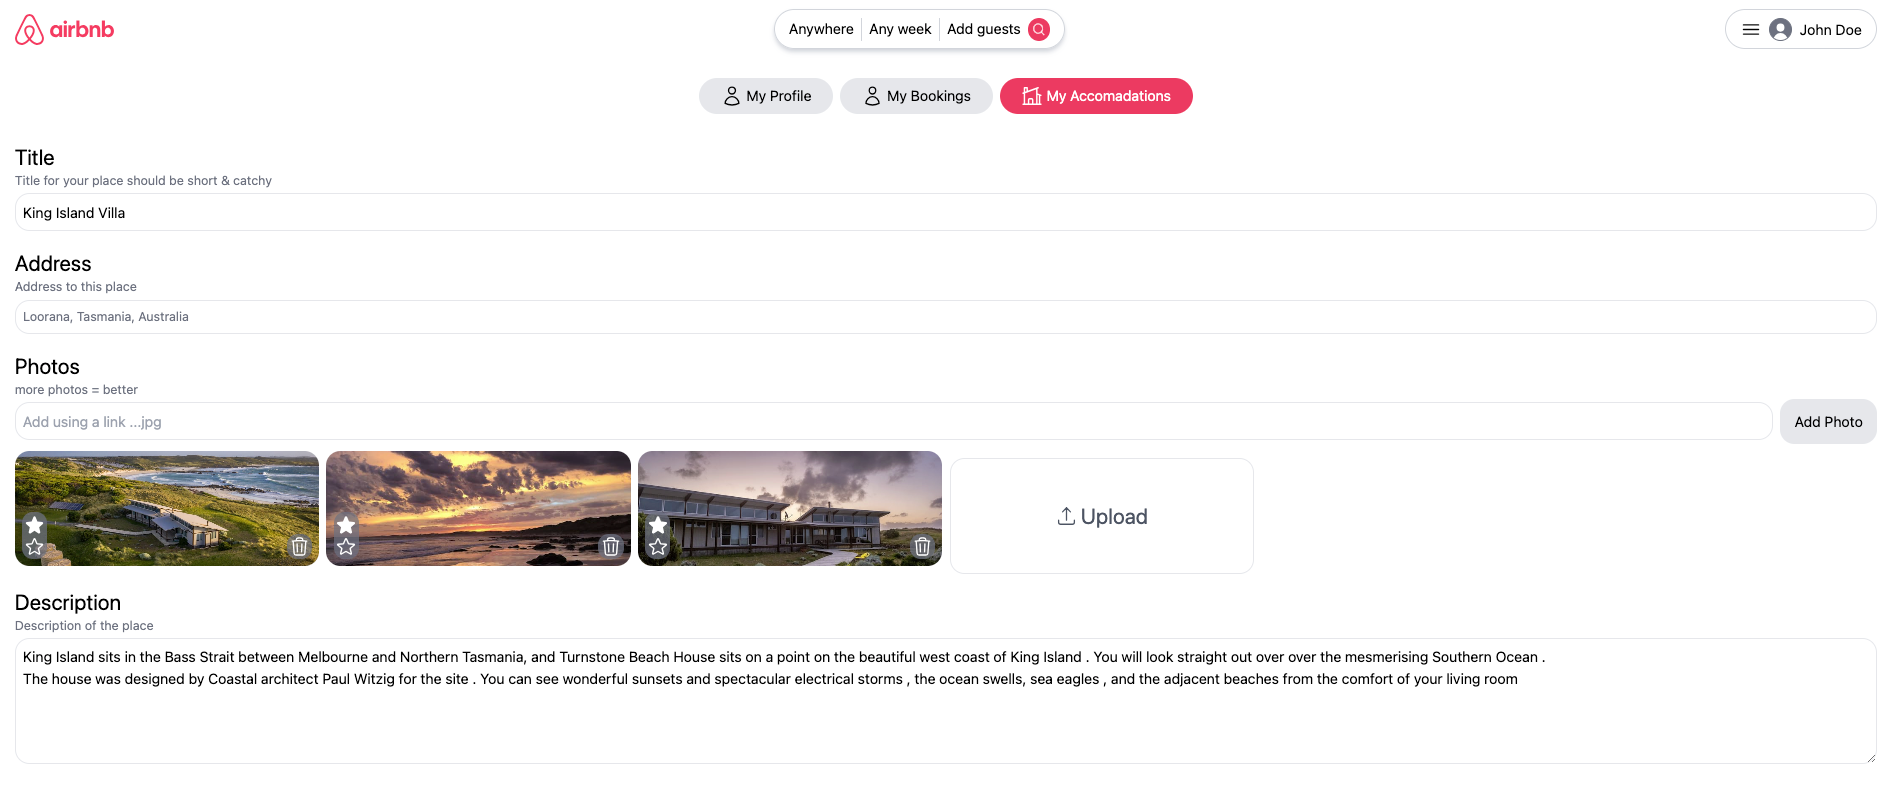 airbnb
Anywhere Any week Add guests
John Doe
My Profile My Bookings My Accomadations
Title
Title for your place should be short & catchy
King Island Villa
Address
Address to this place
Loorana, Tasmania, Australia
Photos
more photos = better
Add using a link ...jpg
Add Photo
Upload
Description
Description of the place
King Island sits in the Bass Strait between Melbourne and Northern Tasmania, and Turnstone Beach House sits on a point on the beautiful west coast of King Island . You will look straight out over over the mesmerising Southern Ocean .
The house was designed by Coastal architect Paul Witzig for the site . You can see wonderful sunsets and spectacular electrical storms , the ocean swells, sea eagles , and the adjacent beaches from the comfort of your living room